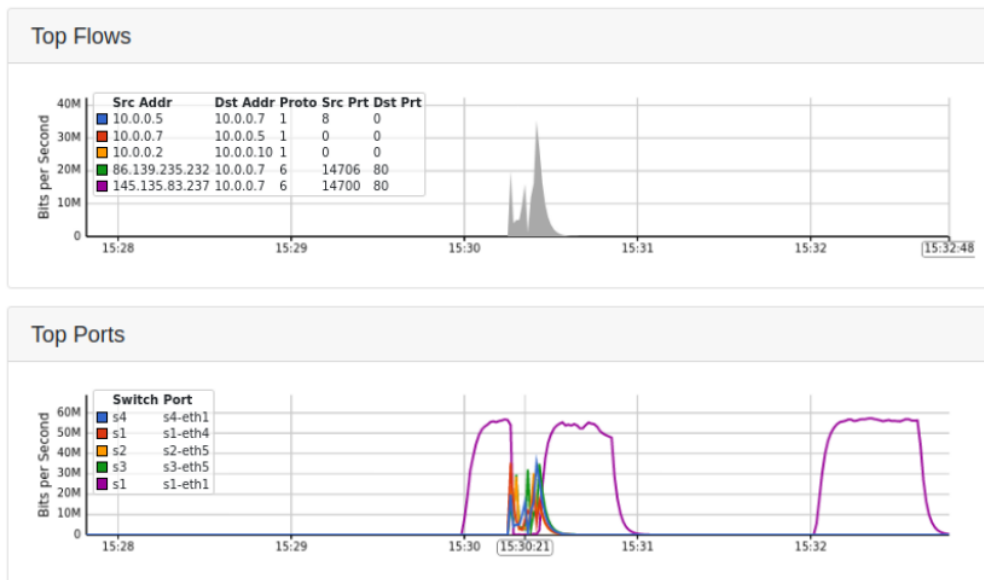 Top Flows
Bits per Second
40M
30M
20M
10M
0
Src Addr Dst Addr Proto Src Prt Dst Prt
10.0.0.5 10.0.0.7 1 8 0
10.0.0.7 10.0.0.5 1 0 0
10.0.0.2 10.0.0.10 1 0 0
86.139.235.232 10.0.0.7 6 14706 80
145.135.83.237 10.0.0.7 6 14700 80
15:28 15:29 15:30 15:31 15:32 15:32:48
Top Ports
Bits per Second
60M
50M
40M
30M
20M
10M
0
Switch Port
s4 s4-eth1
s1 s1-eth4
s2 s2-eth5
s3 s3-eth5
s1 s1-eth1
15:28 15:29 15:30 15:30:21 15:31 15:32